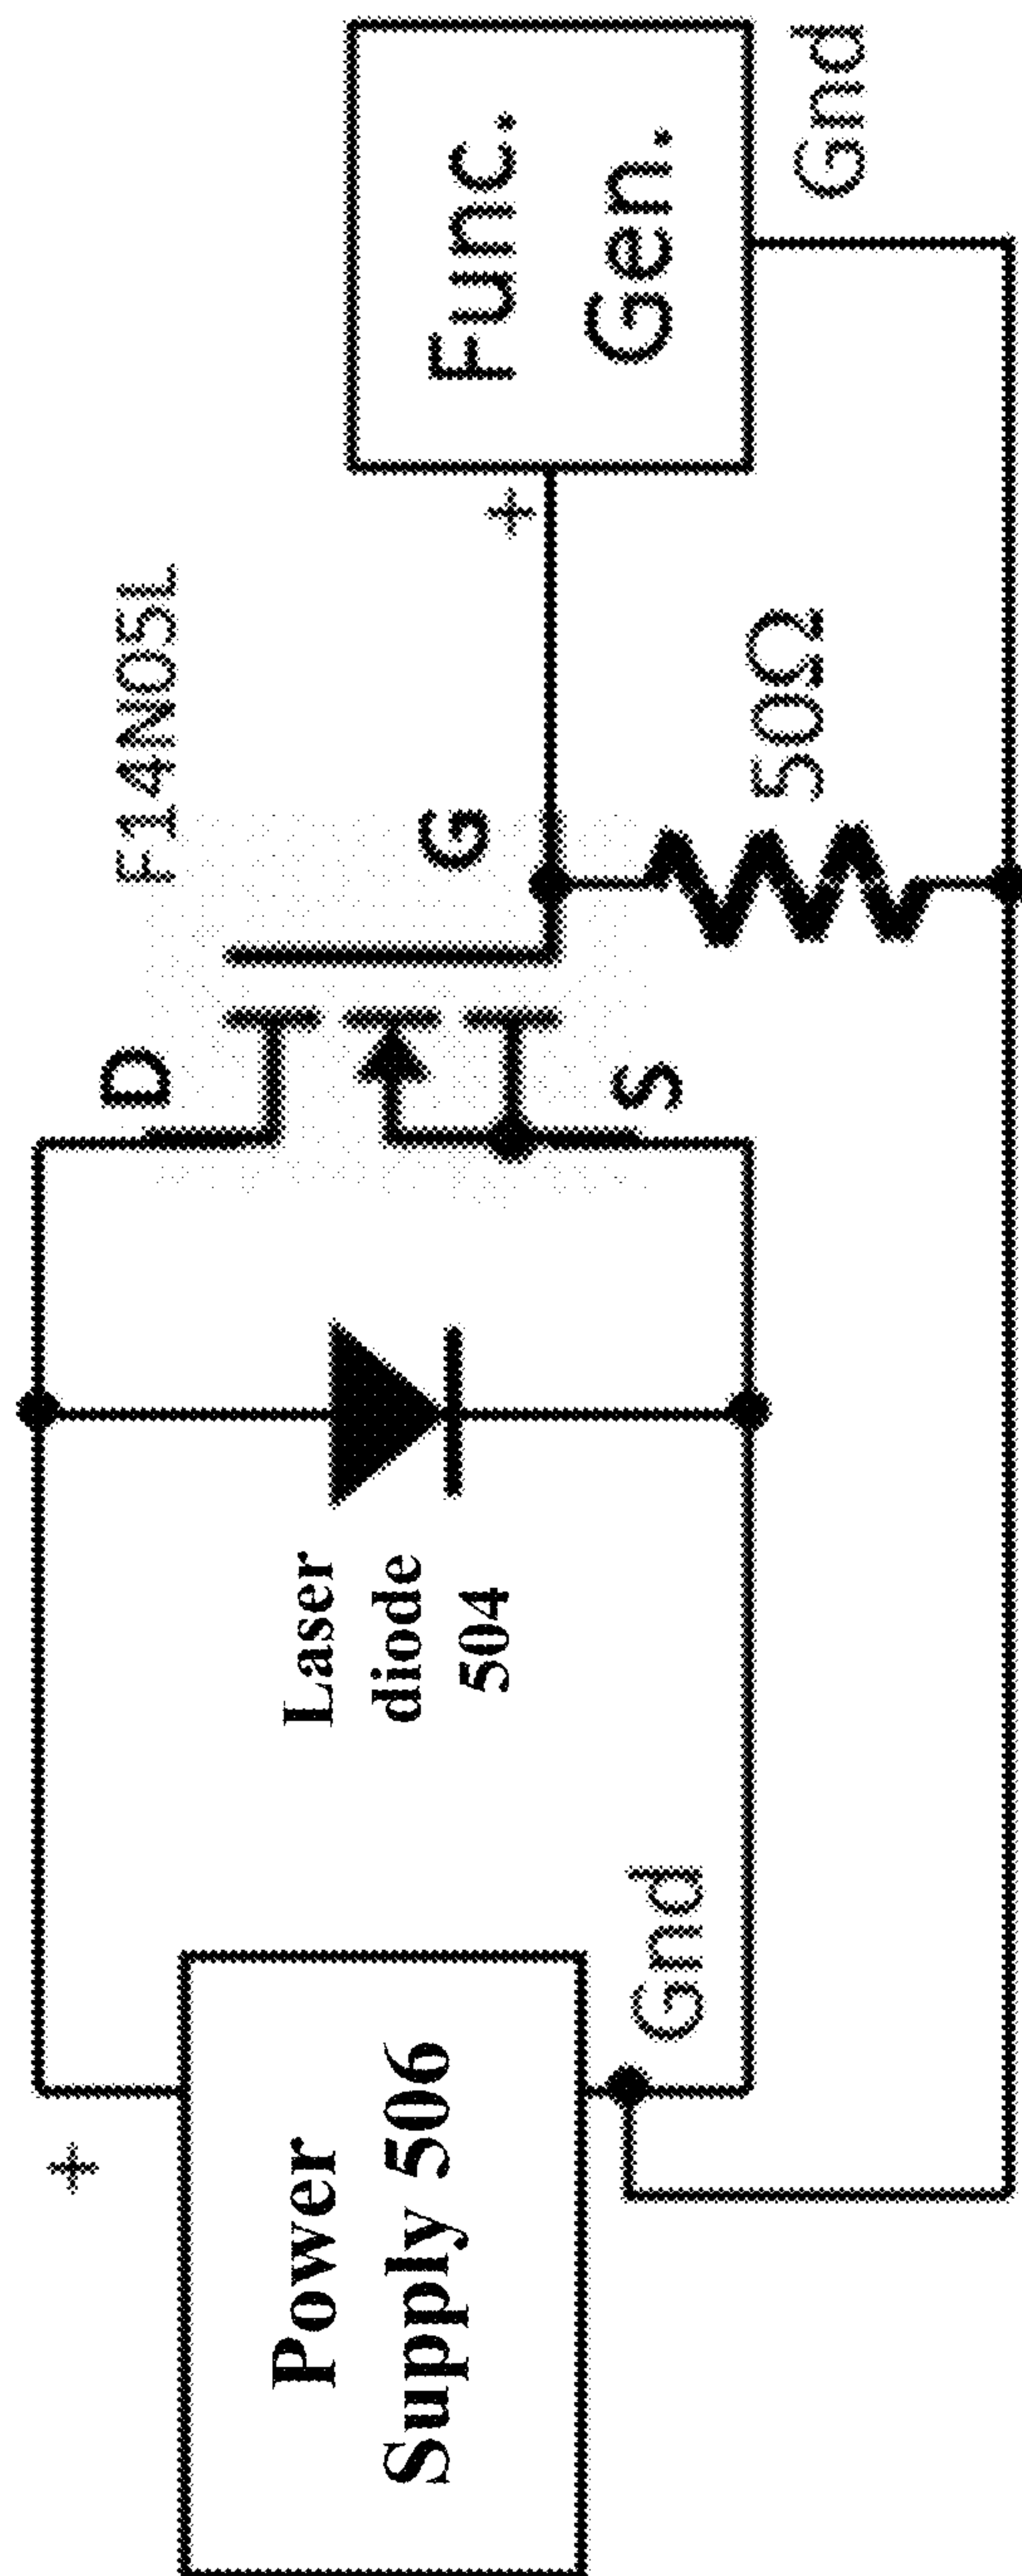 +
Power
Supply 506
Gnd
Laser
diode
504
D
S
G
F14N05L
50Ω
+
Func.
Gen.
Gnd